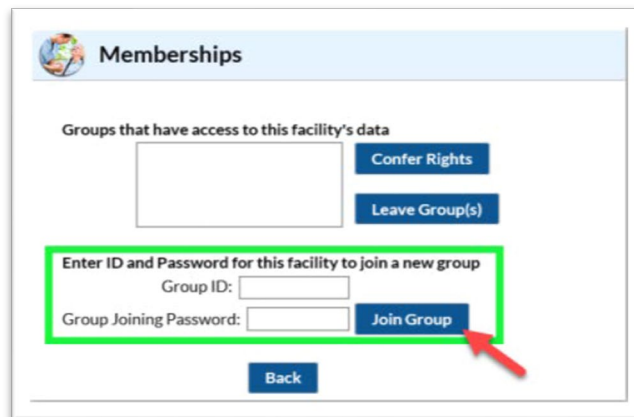 Memberships
Groups that have access to this facility's data
Confer Rights
Leave Group(s)
Enter ID and Password for this facility to join a new group
Group ID:
Group Joining Password:
Join Group
Back